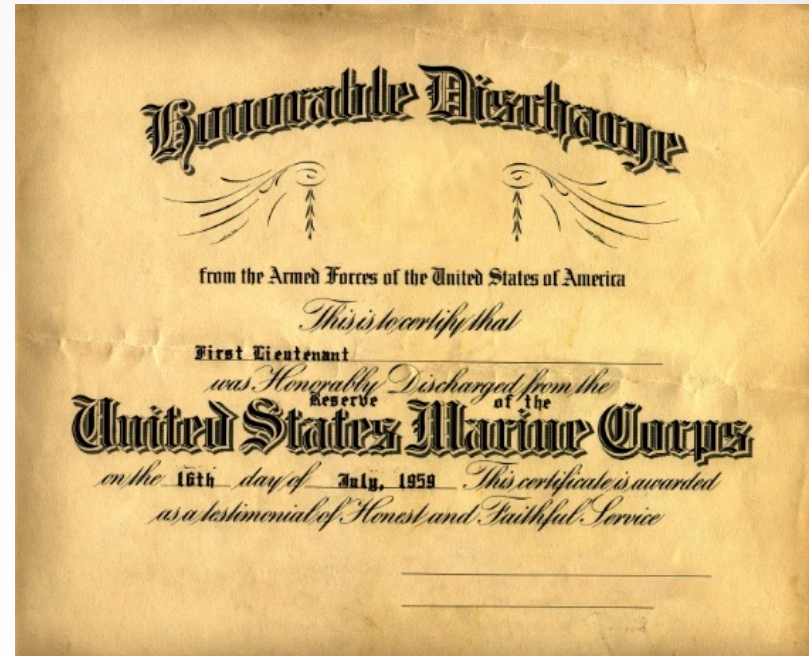 Honorable Discharge
from the Armed Forces of the United States of America
This is to certify that
First Lieutenant
was Honorably Discharged from the
Reserve of the
United States Marine Corps
on the 16th day of July, 1959 This certificate is awarded
as a testimonial of Honest and Faithful Service